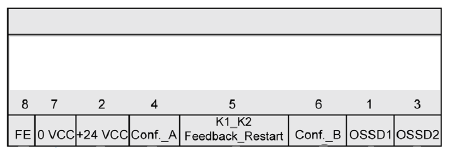 8 7 2 4 5 6 1 3
K1_K2
FE 0 VCC +24 VCC Conf._A Feedback_Restart Conf._B OSSD1 OSSD2